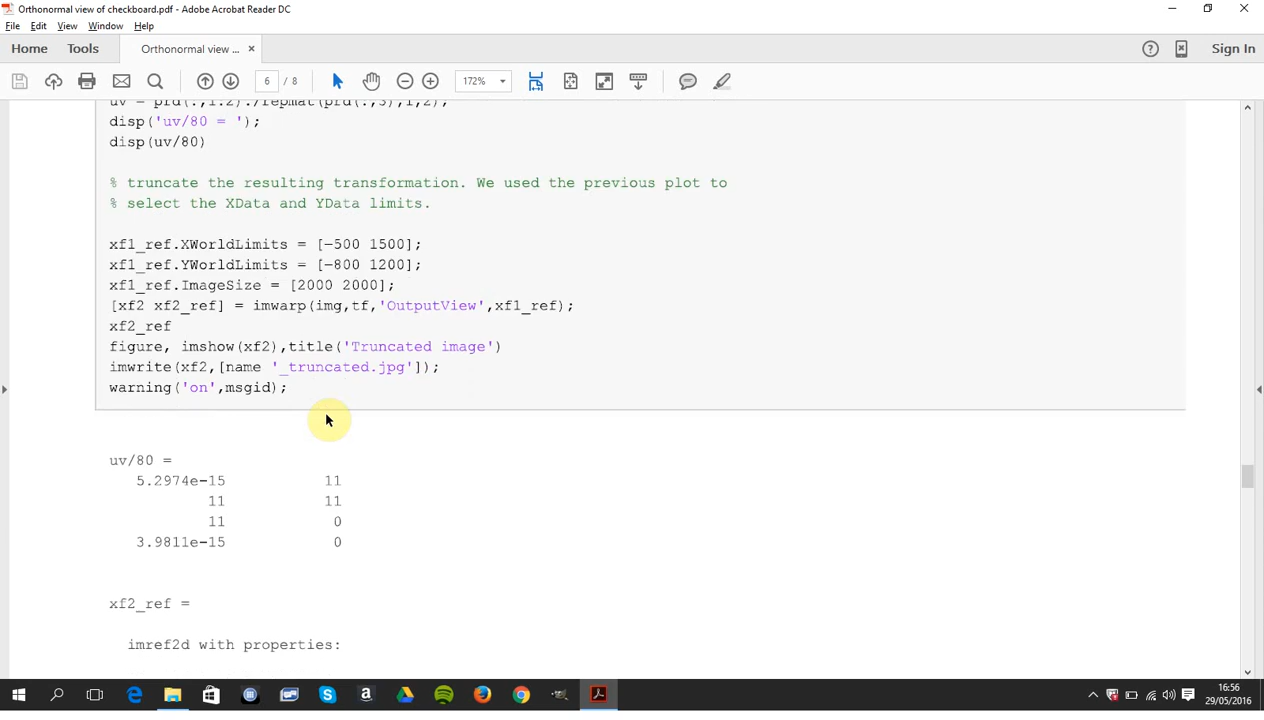 Orthonormal view of checkboard.pdf - Adobe Acrobat Reader DC
File Edit View Window Help
Home Tools Orthonormal view ... × ? Sign In
6 / 8 172%
disp('uv/80 = ');
disp(uv/80)
% truncate the resulting transformation. We used the previous plot to
% select the XData and YData limits.
xf1_ref.XWorldLimits = [-500 1500];
xf1_ref.YWorldLimits = [-800 1200];
xf1_ref.ImageSize = [2000 2000];
[xf2 xf2_ref] = imwarp(img,tf,'OutputView',xf1_ref);
xf2_ref
figure, imshow(xf2),title('Truncated image')
imwrite(xf2,[name '_truncated.jpg']);
warning('on',msgid);
uv/80 =
5.2974e-15 11
11 11
11 0
3.9811e-15 0
xf2_ref =
imref2d with properties:
16:56
29/05/2016